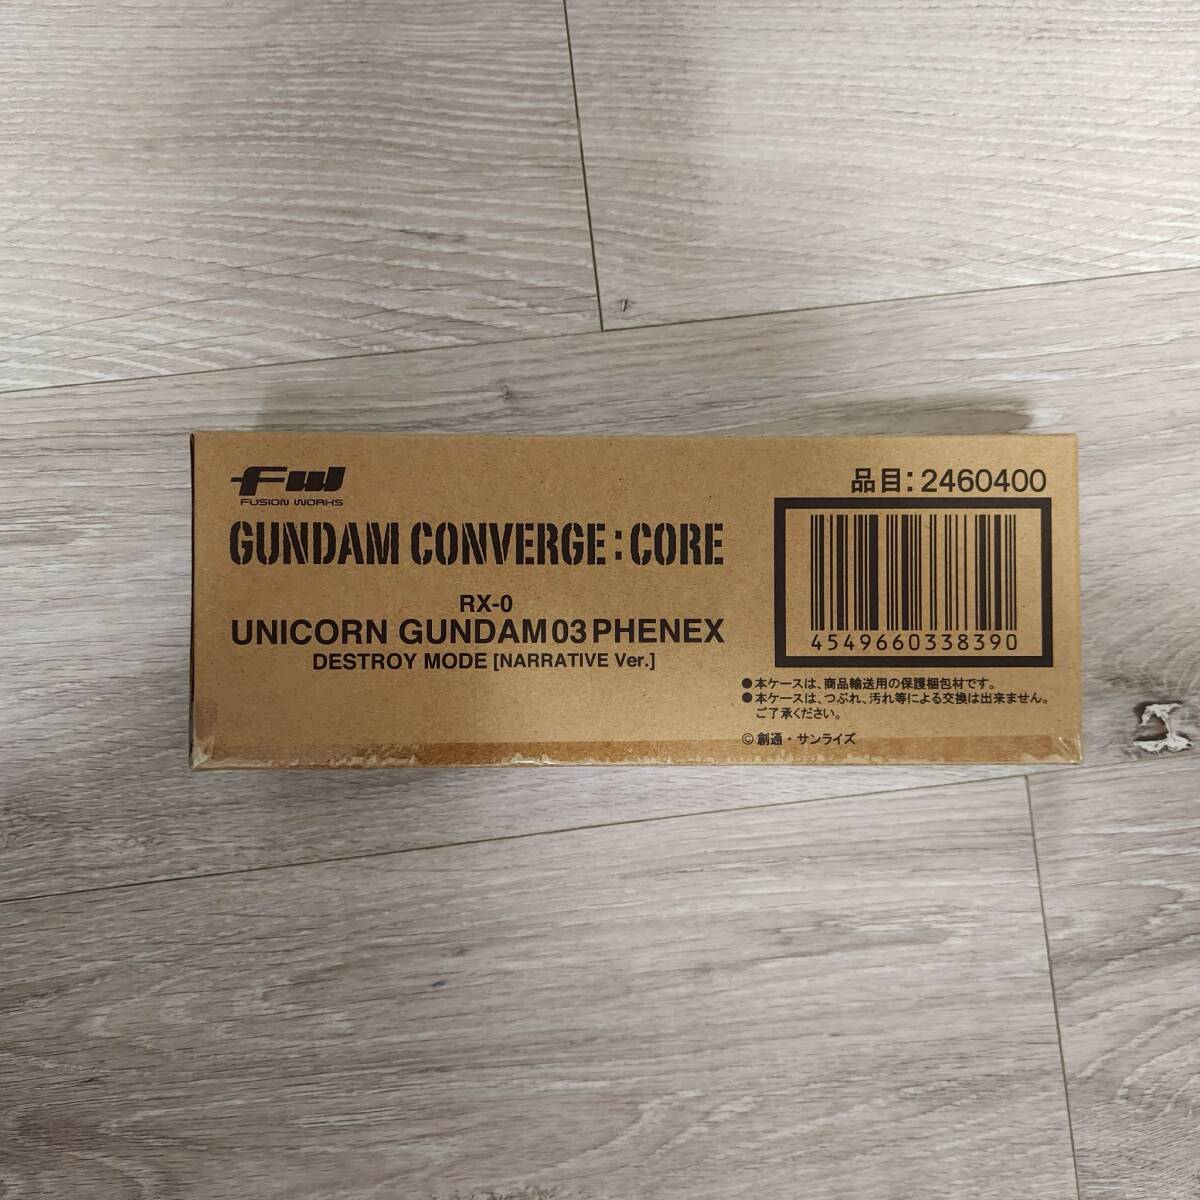 FW
FUSION WORKS
GUNDAM CONVERGE:CORE
RX-0
UNICORN GUNDAM03PHENEX
DESTROY MODE [NARRATIVE Ver.]
品目:2460400
4549660338390
●本ケースは、商品輸送用の保護梱包材です。
●本ケースは、つぶれ、汚れ等による交換は出来ません。
ご了承ください。
©創通・サンライズ